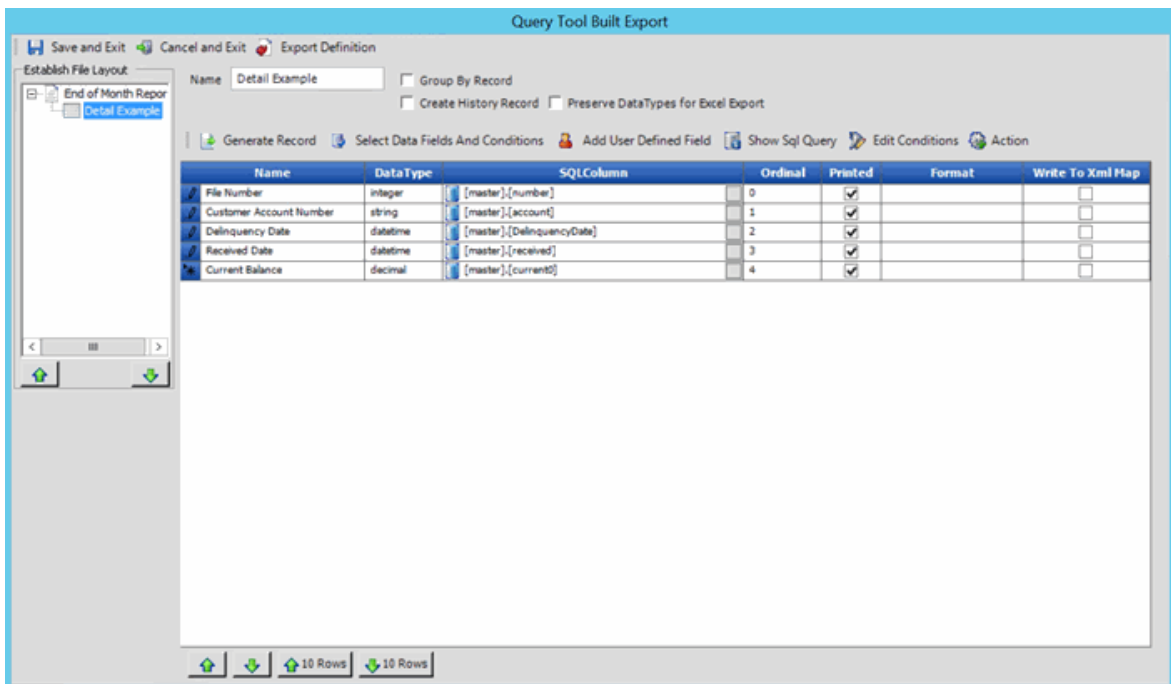 Query Tool Built Export
Save and Exit Cancel and Exit Export Definition
Establish File Layout
End of Month Repor
Detail Example
Name Detail Example Group By Record
Create History Record Preserve DataTypes for Excel Export
Generate Record Select Data Fields And Conditions Add User Defined Field Show Sql Query Edit Conditions Action
Name DataType SQLColumn Ordinal Printed Format Write To Xml Map
File Number integer [master].[number] 0
Customer Account Number string [master].[account] 1
Delinquency Date datetime [master].[DelinquencyDate] 2
Received Date datetime [master].[received] 3
Current Balance decimal [master].[current0] 4
10 Rows 10 Rows